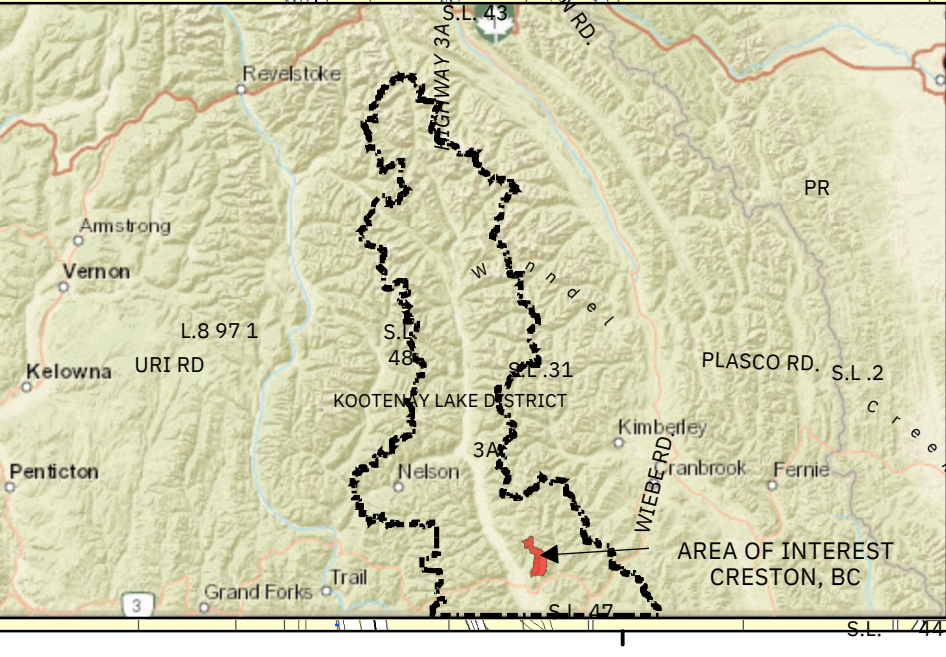 S.L. 43
HIGHWAY 3A
RD.
Revelstoke
PR
Armstrong
Vernon
W nndel
L.8 97 1
URI RD
S.L
48
S.L .31
PLASCO RD.
S.L .2
Kelowna
KOOTENAY LAKE DISTRICT
Cree
Kimberley
3A
WIEBE RD.
Penticton
Nelson
Cranbrook
Fernie
AREA OF INTEREST
CRESTON, BC
Trail
Grand Forks
3
S.L. 47
S.L. 44